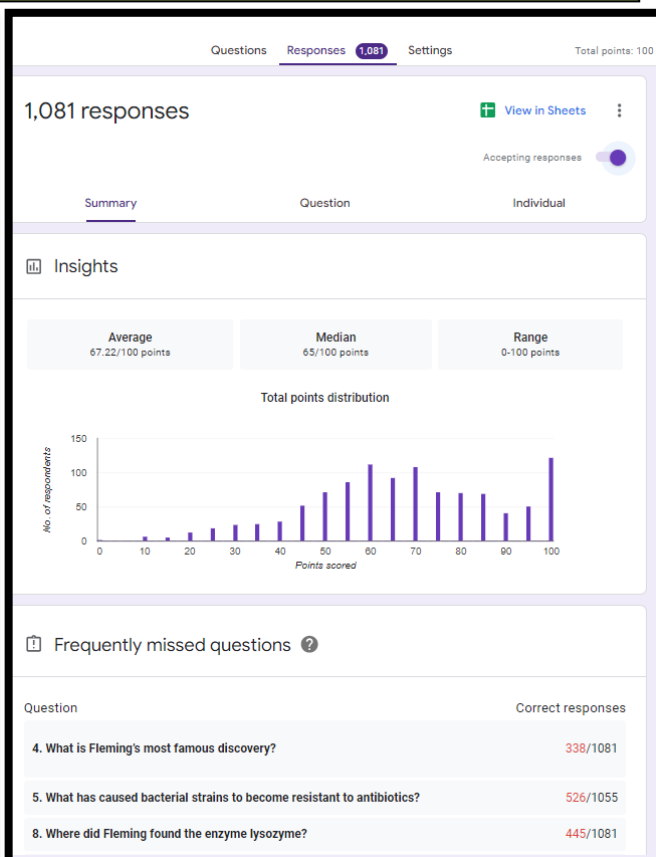 Questions Responses 1,081 Settings Total points: 100
1,081 responses
View in Sheets
Accepting responses
Summary Question Individual
Insights
Average Median Range
67.22/100 points 65/100 points 0-100 points
Total points distribution
150
100
50
0
No. of respondents
0 10 20 30 40 50 60 70 80 90 100
Points scored
Frequently missed questions ?
Question Correct responses
4. What is Fleming's most famous discovery? 338/1081
5. What has caused bacterial strains to become resistant to antibiotics? 526/1055
8. Where did Fleming found the enzyme lysozyme? 445/1081